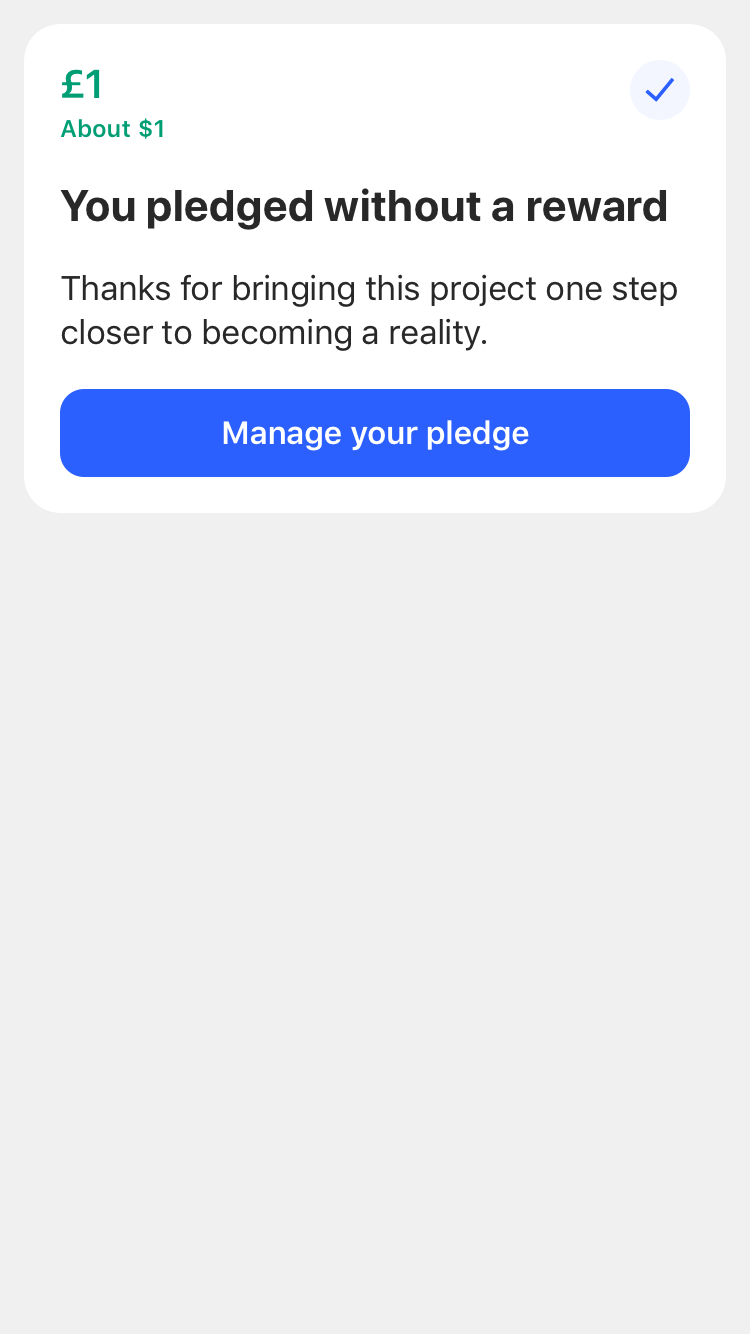 £1
About $1
You pledged without a reward
Thanks for bringing this project one step
closer to becoming a reality.
Manage your pledge